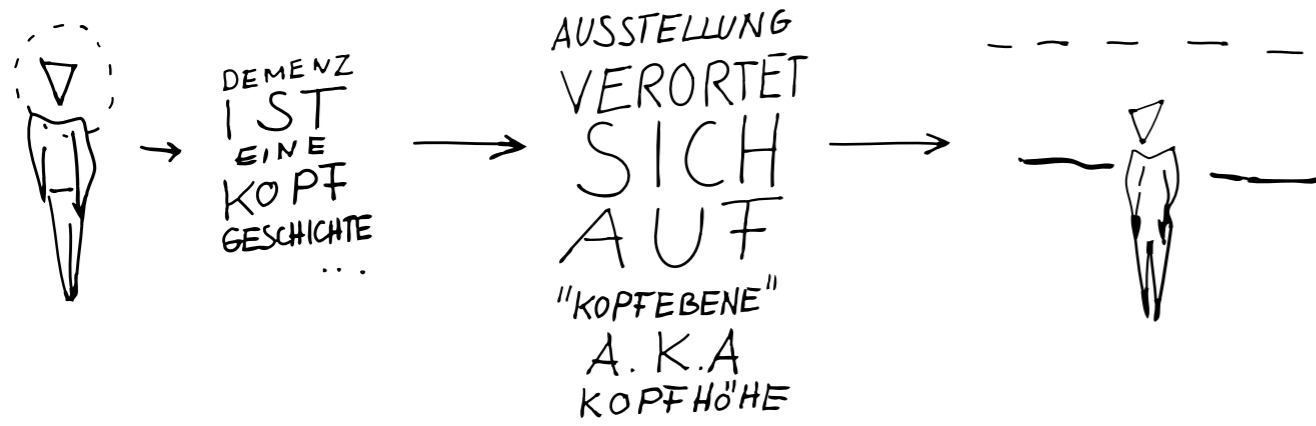 DEMENZ
IST
EINE
KOPF
GESCHICHTE
...
AUSSTELLUNG
VERORTET
SICH
AUF
"KOPFEBENE"
A.K.A
KOPFHÖHE